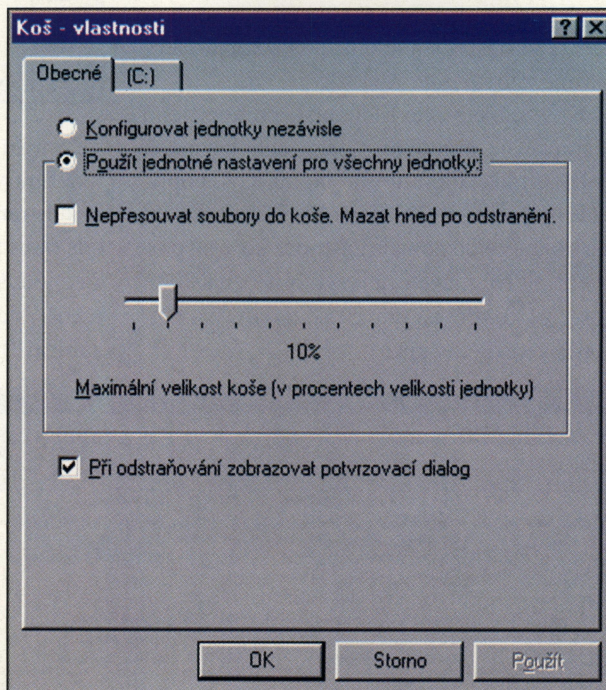 Koš - vlastnosti
Obecné (C:)
Konfigurovat jednotky nezávisle
Použít jednotné nastavení pro všechny jednotky:
Nepřesouvat soubory do koše. Mazat hned po odstranění.
10%
Maximální velikost koše (v procentech velikosti jednotky)
Při odstraňování zobrazovat potvrzovací dialog
OK Storno Použít